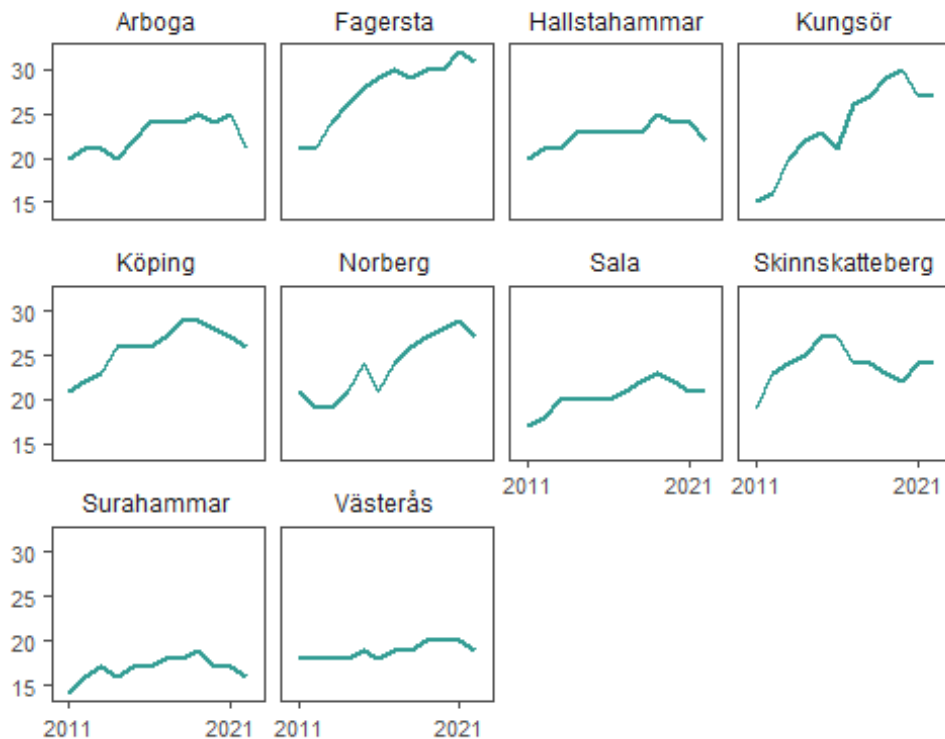 Arboga Fagersta Hallstahammar Kungsör
30
25
20
15
Köping Norberg Sala Skinnskatteberg
30
25
20
15
2011 2021 2011 2021
Surahammar Västerås
30
25
20
15
2011 2021 2011 2021